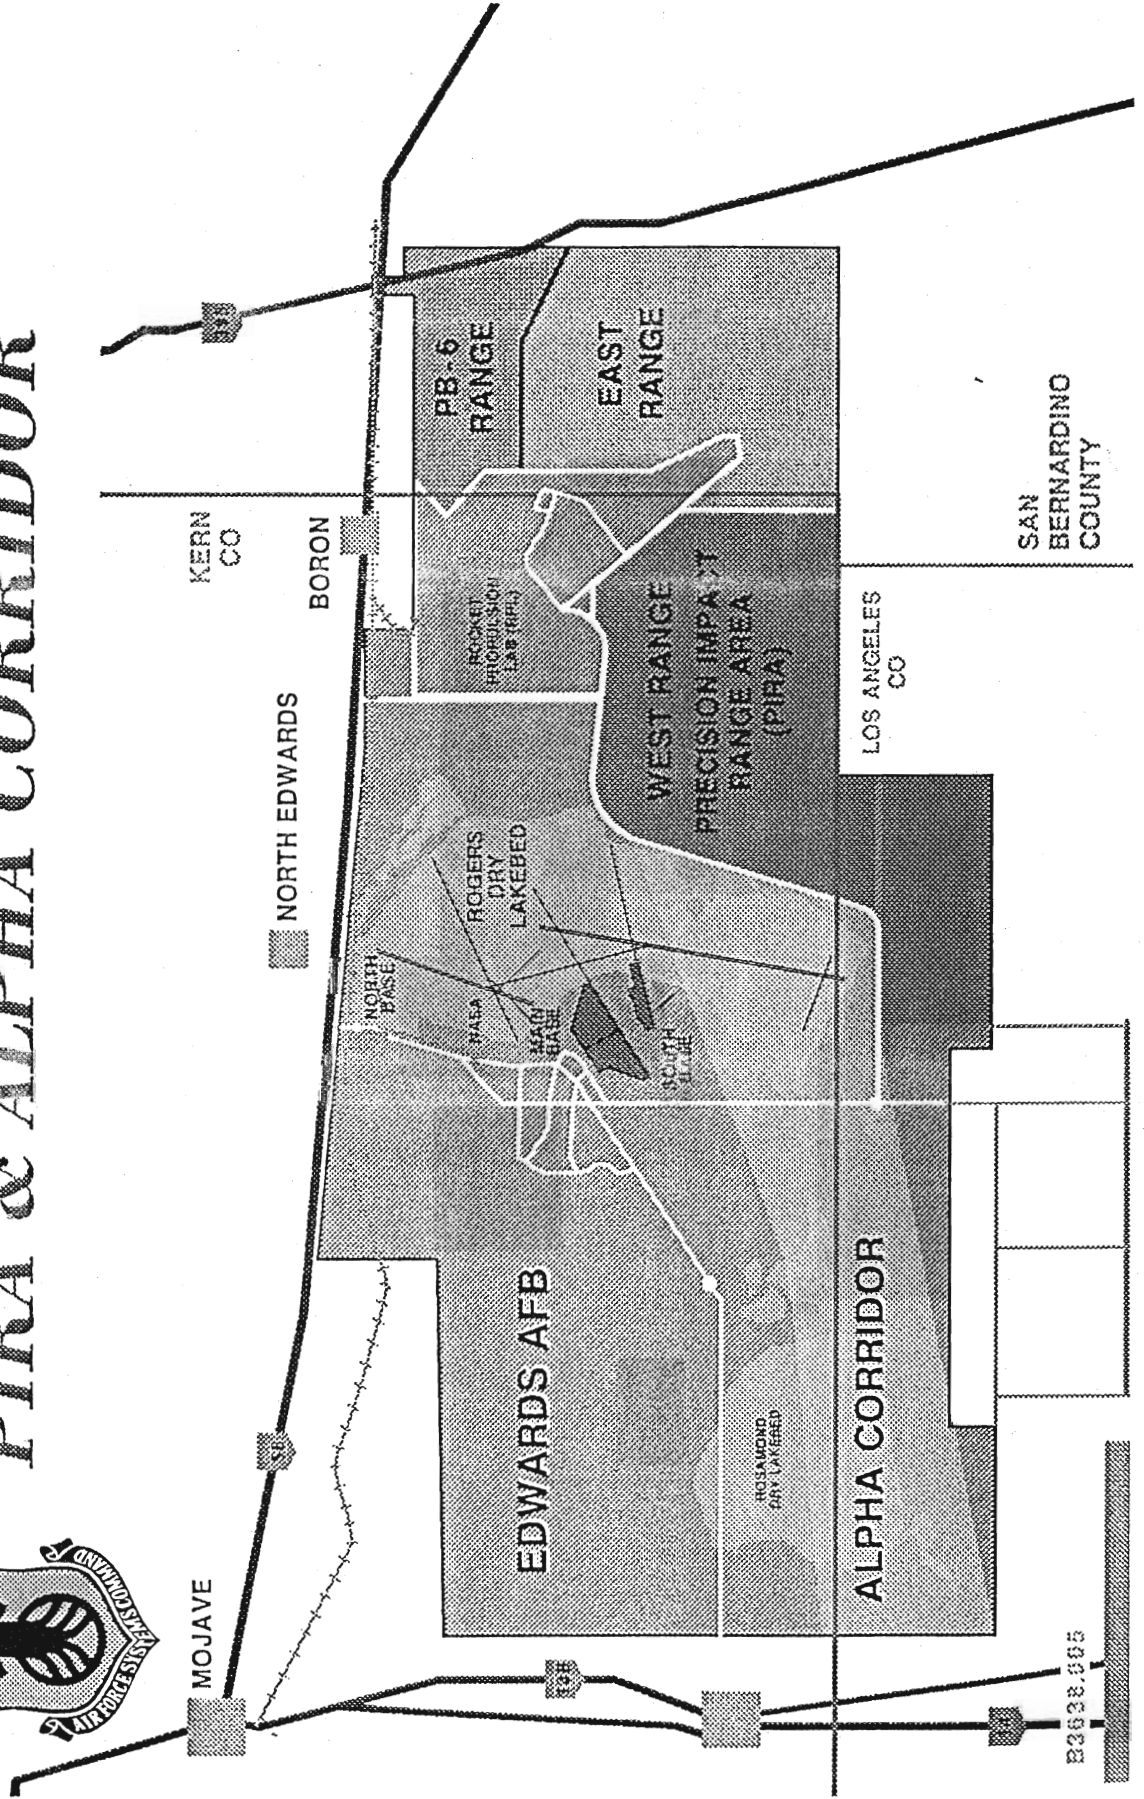 PIRA & ALPHA CORRIDOR
AIR FORCE SYSTEMS COMMAND
MOJAVE
58
NORTH EDWARDS
BORON
KERN
CO
395
NORTH
BASE
NASA
MAIN
BASE
SOUTH
BASE
ROGERS
DRY
LAKEBED
ROCKET
PROPULSION
LAB (RPL)
PB-6
RANGE
EAST
RANGE
WEST RANGE
PRECISION IMPACT
RANGE AREA
(PIRA)
EDWARDS AFB
ROSAMOND
DRY LAKEBED
ALPHA CORRIDOR
LOS ANGELES
CO
SAN
BERNARDINO
COUNTY
14